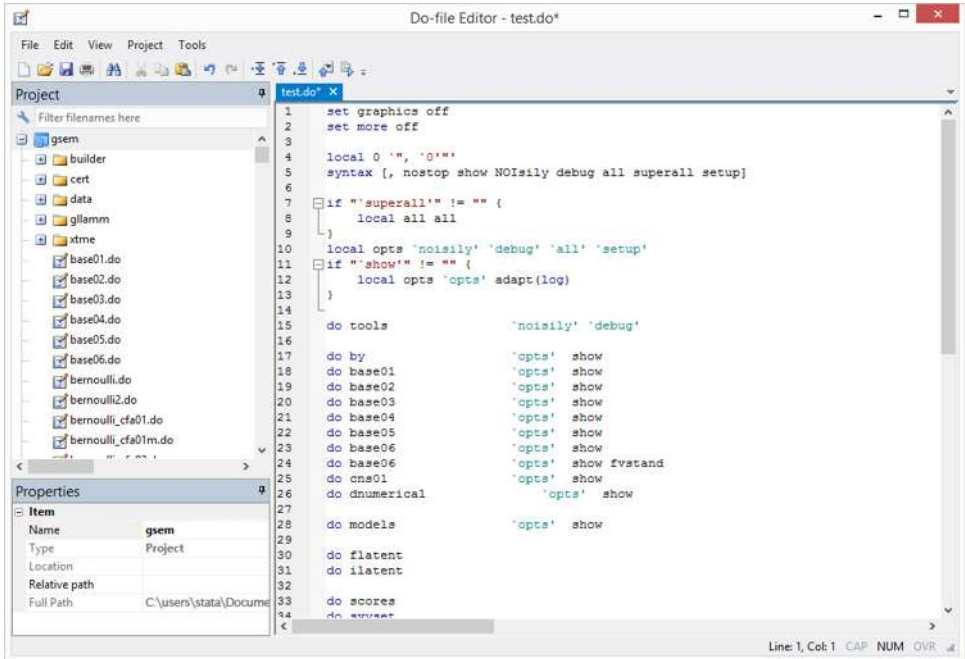 Do-file Editor - test.do*
File Edit View Project Tools
Project
Filter filenames here
gsem
builder
cert
data
gllamm
xtme
base01.do
base02.do
base03.do
base04.do
base05.do
base06.do
bernoulli.do
bernoulli2.do
bernoulli_cfa01.do
bernoulli_cfa01m.do
Properties
Item
Name gsem
Type Project
Location
Relative path
Full Path C:\users\stata\Docume
test.do*
1 set graphics off
2 set more off
3
4 local 0 `", `0'"'
5 syntax [, nostop show NOIsily debug all superall setup]
6
7 if "`superall'" != "" {
8 local all all
9 }
10 local opts `noisily' `debug' `all' `setup'
11 if "`show'" != "" {
12 local opts `opts' adapt(log)
13 }
14
15 do tools `noisily' `debug'
16
17 do by `opts' show
18 do base01 `opts' show
19 do base02 `opts' show
20 do base03 `opts' show
21 do base04 `opts' show
22 do base05 `opts' show
23 do base06 `opts' show
24 do base06 `opts' show fvstand
25 do cns01 `opts' show
26 do dnumerical `opts' show
27
28 do models `opts' show
29
30 do flatent
31 do ilatent
32
33 do scores
34 do svyset
Line: 1, Col: 1 CAP NUM OVR